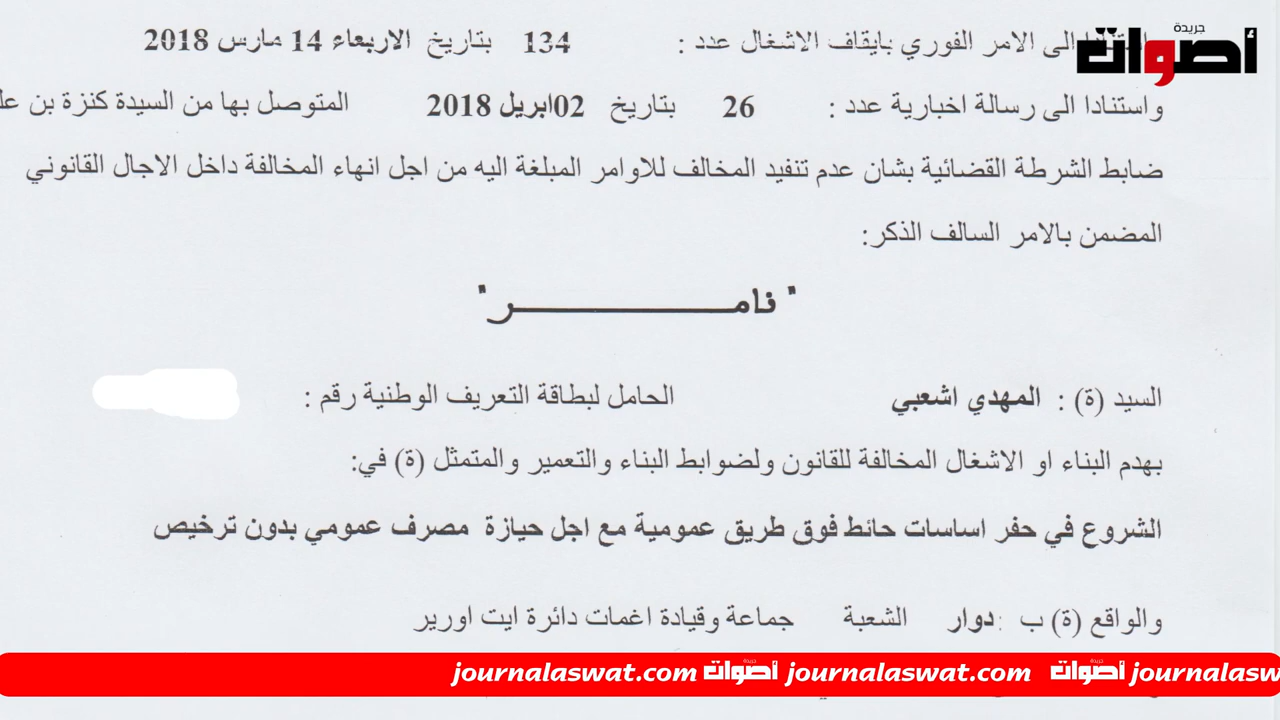 جريدة
أصوات
واستنادا الى الامر الفوري بايقاف الاشغال عدد : 134 بتاريخ الاربعاء 14 مارس 2018
واستنادا الى رسالة اخبارية عدد : 26 بتاريخ 02ابريل 2018 المتوصل بها من السيدة كنزة بن
ضابط الشرطة القضائية بشان عدم تنفيد المخالف للاوامر المبلغة اليه من اجل انهاء المخالفة داخل الاجال القانوني
المضمن بالامر السالف الذكر:
" نامـــــــــــــــــــــر "
السيد (ة) : المهدي اشعبي الحامل لبطاقة التعريف الوطنية رقم :
بهدم البناء او الاشغال المخالفة للقانون ولضوابط البناء والتعمير والمتمثل (ة) في:
الشروع في حفر اساسات حائط فوق طريق عمومية مع اجل حيازة مصرف عمومي بدون ترخيص
والواقع (ة) ب : دوار الشعبة جماعة وقيادة اغمات دائرة ايت اورير
journalaswat.com جريدة أصوات journalaswat.com جريدة أصوات journalasw